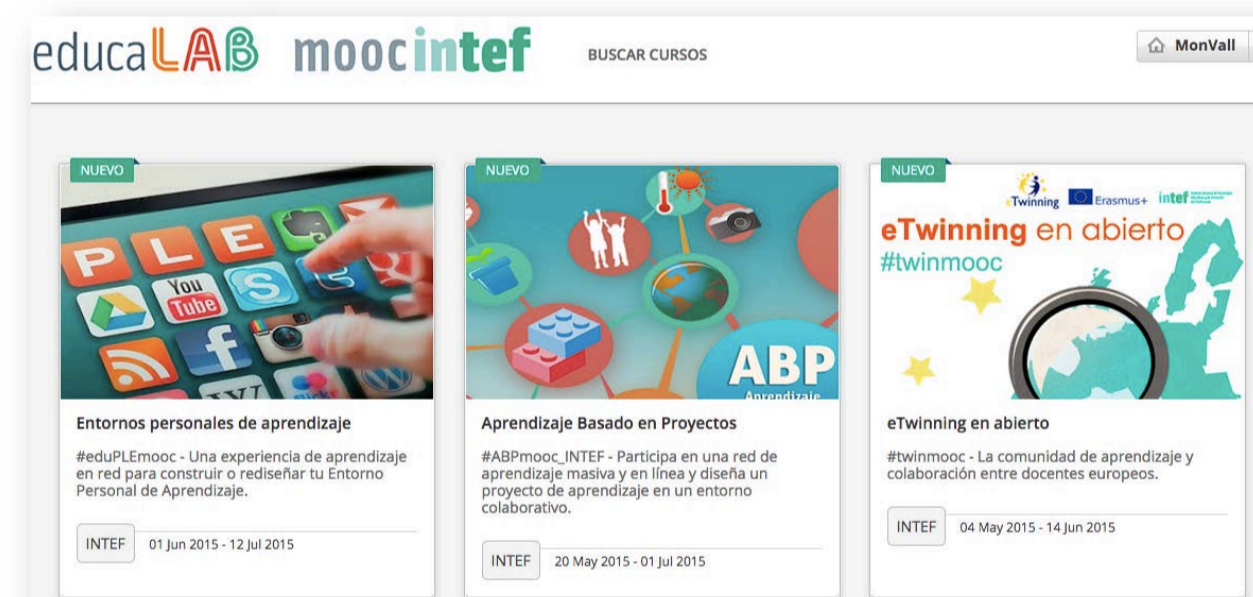 educaLAB moocintef BUSCAR CURSOS MonVall
NUEVO
PLE
You
Tube
W
Entornos personales de aprendizaje
#eduPLEmooc - Una experiencia de aprendizaje
en red para construir o rediseñar tu Entorno
Personal de Aprendizaje.
INTEF 01 Jun 2015 - 12 Jul 2015
NUEVO
ABP
Aprendizaje
Aprendizaje Basado en Proyectos
#ABPmooc_INTEF - Participa en una red de
aprendizaje masiva y en línea y diseña un
proyecto de aprendizaje en un entorno
colaborativo.
INTEF 20 May 2015 - 01 Jul 2015
NUEVO
eTwinning Erasmus+ intef
eTwinning en abierto
#twinmooc
eTwinning en abierto
#twinmooc - La comunidad de aprendizaje y
colaboración entre docentes europeos.
INTEF 04 May 2015 - 14 Jun 2015